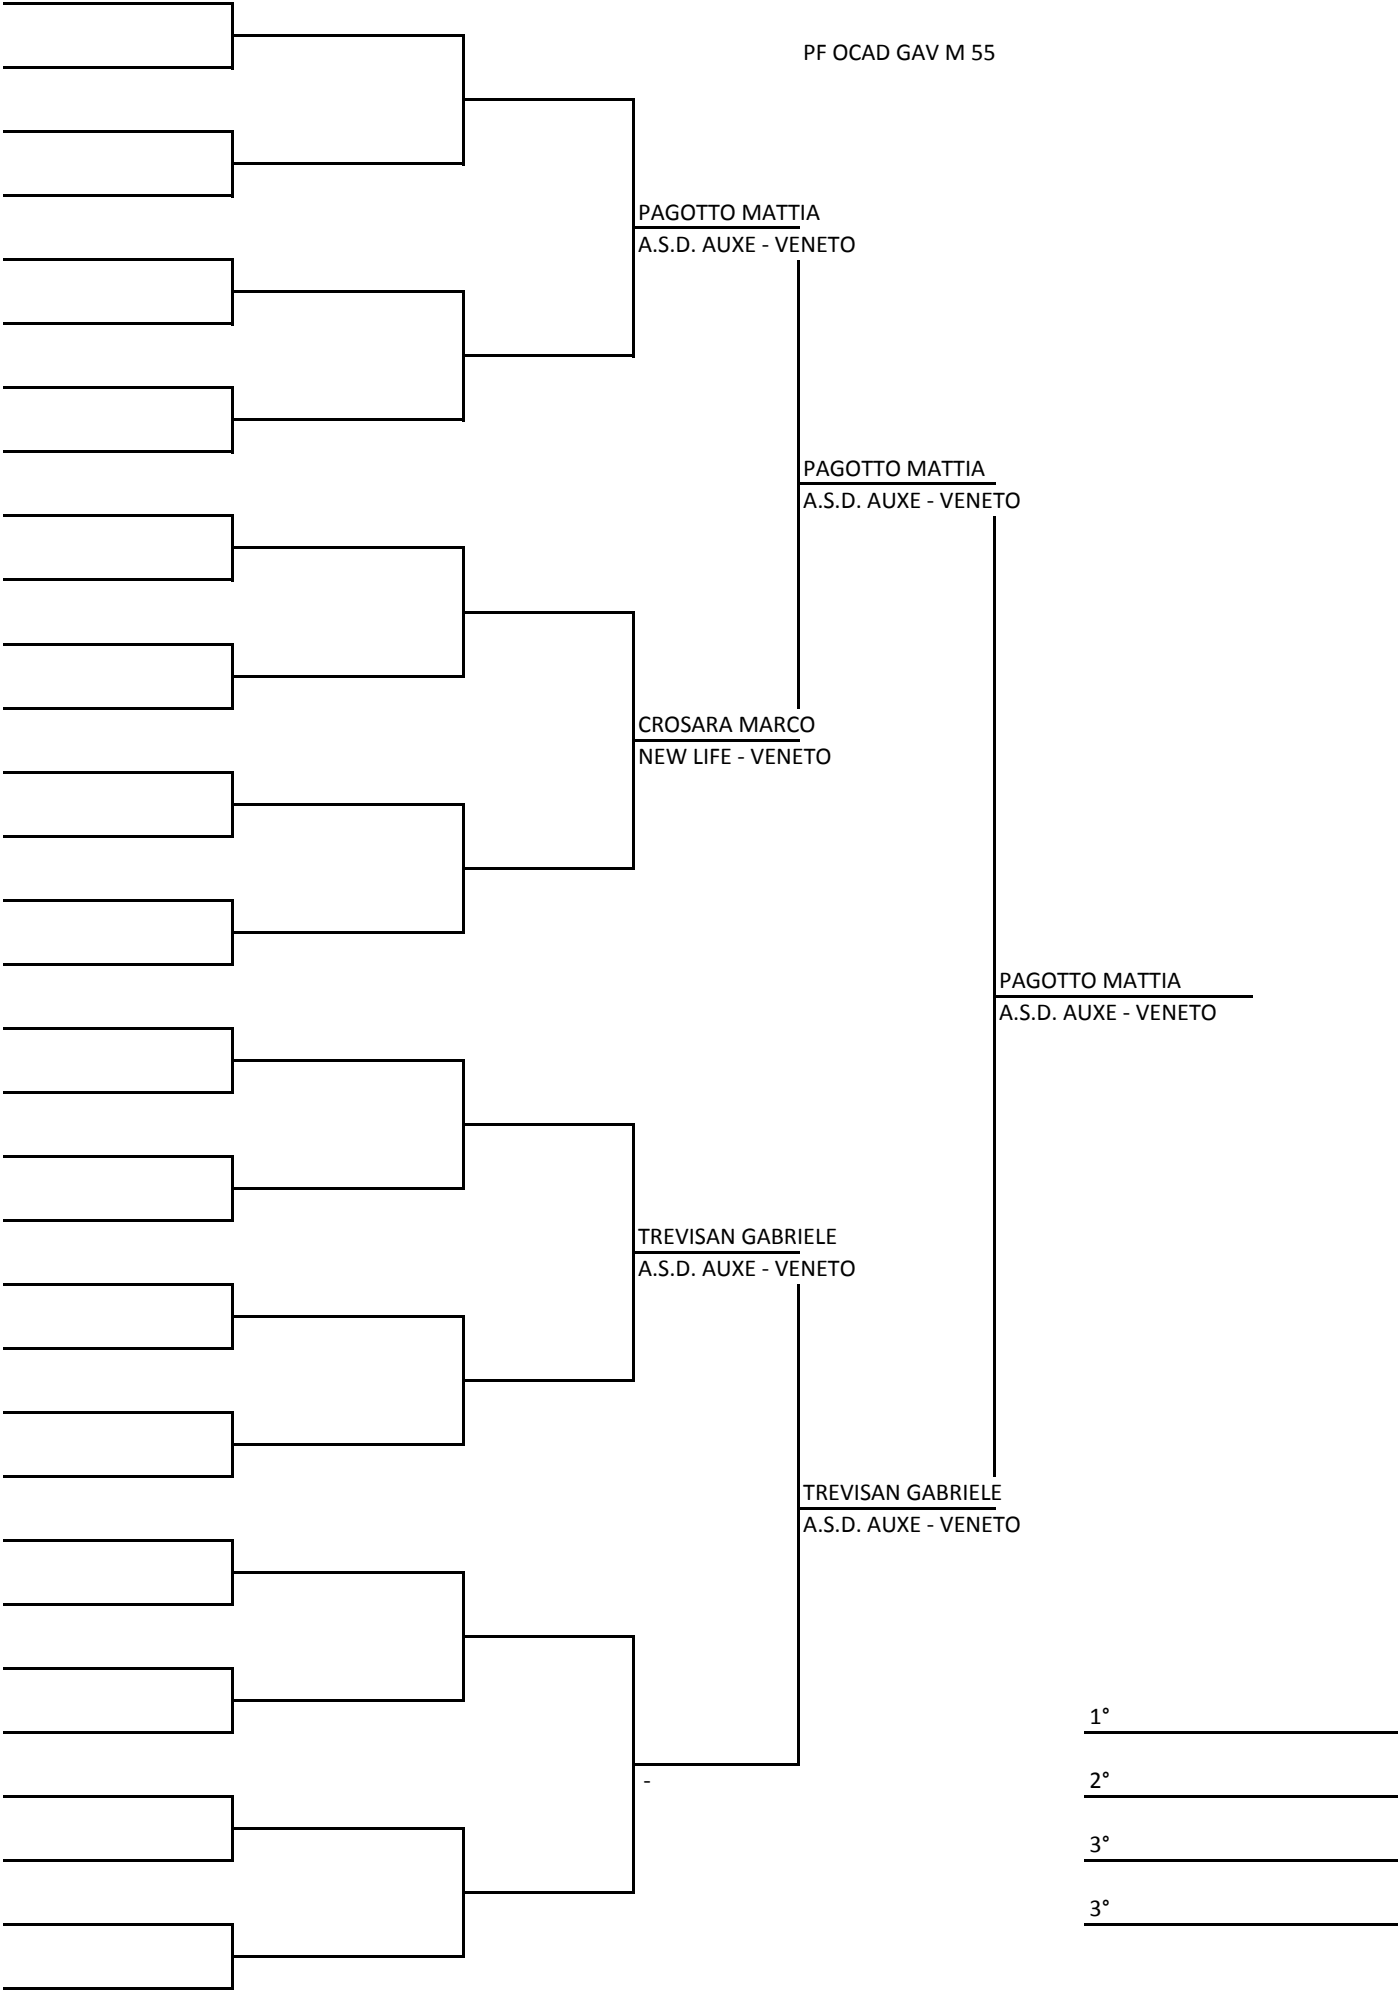 PF OCAD GAV M 55
PAGOTTO MATTIA
A.S.D. AUXE - VENETO
PAGOTTO MATTIA
A.S.D. AUXE - VENETO
CROSARA MARCO
NEW LIFE - VENETO
PAGOTTO MATTIA
A.S.D. AUXE - VENETO
TREVISAN GABRIELE
A.S.D. AUXE - VENETO
TREVISAN GABRIELE
A.S.D. AUXE - VENETO
-
1°
2°
3°
3°